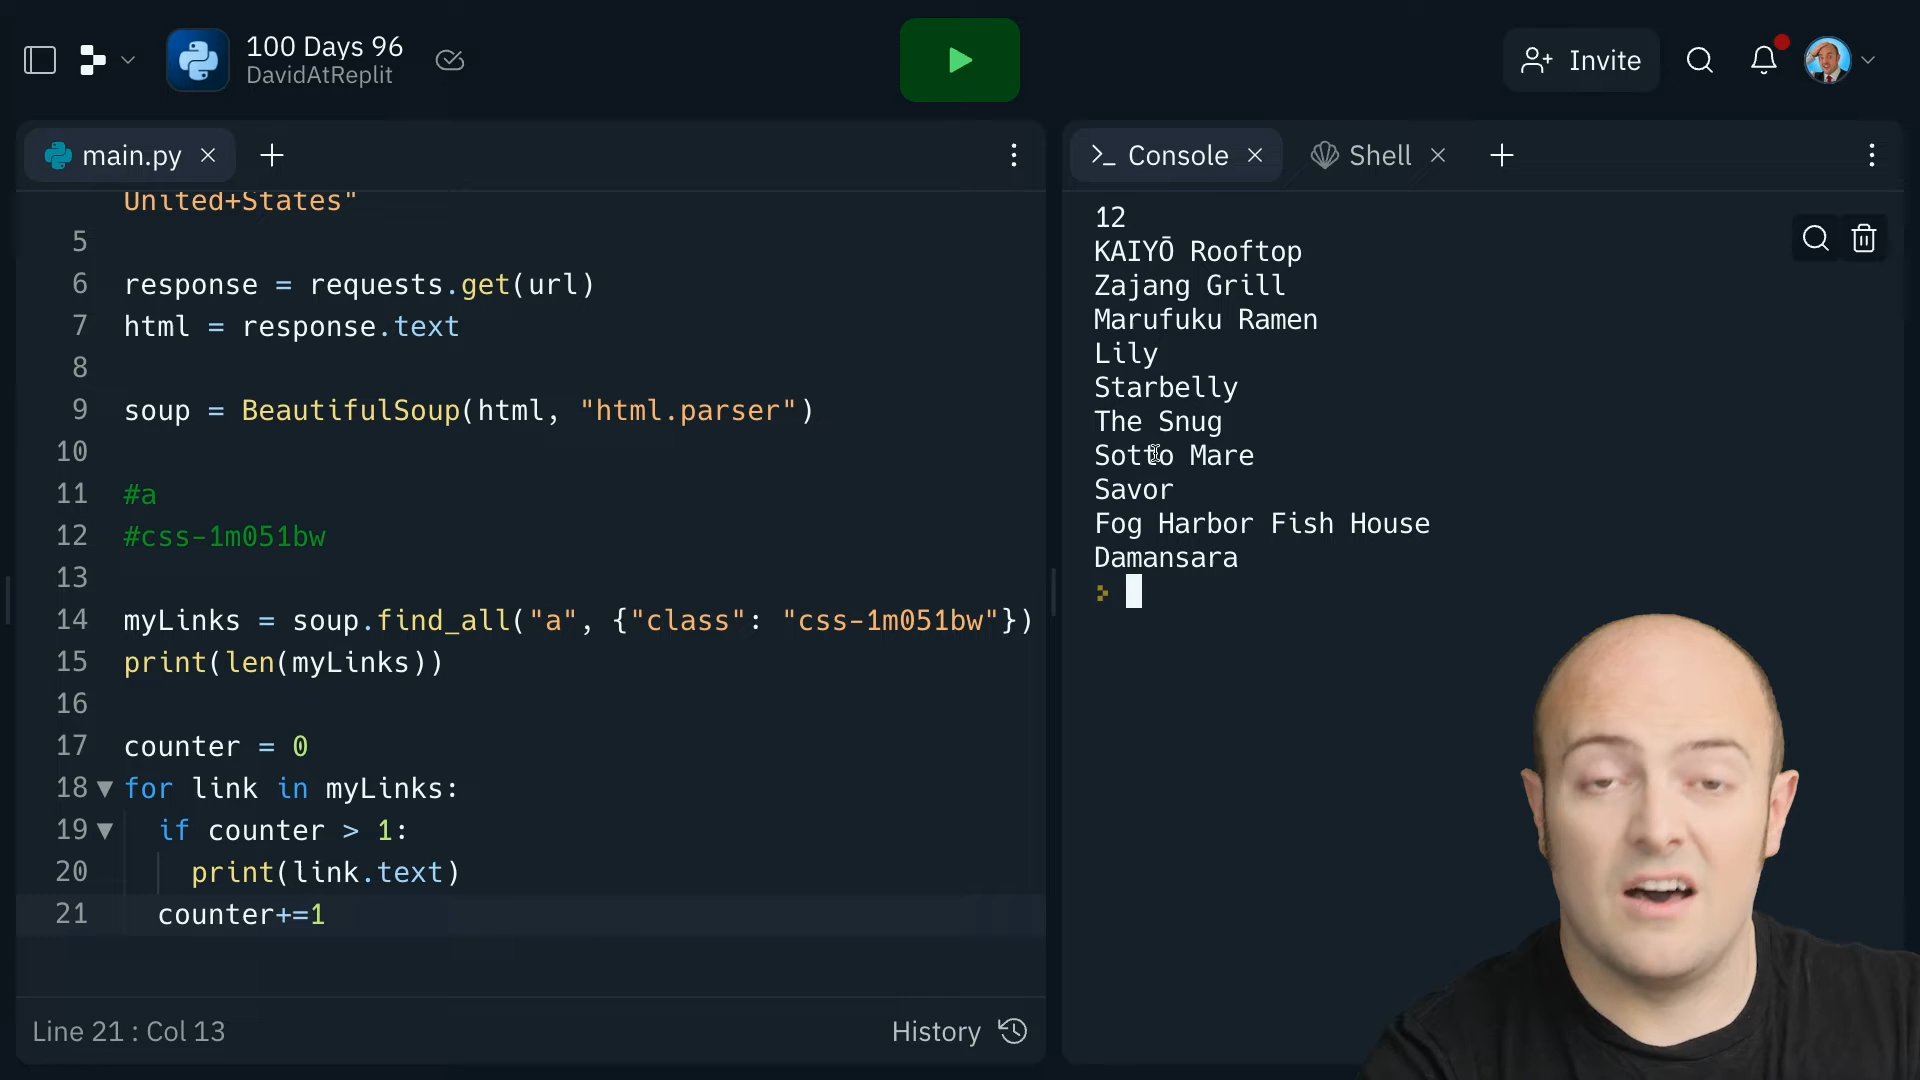 100 Days 96
DavidAtReplit
Invite
main.py
United+States"
5
6 response = requests.get(url)
7 html = response.text
8
9 soup = BeautifulSoup(html, "html.parser")
10
11 #a
12 #css-1m051bw
13
14 myLinks = soup.find_all("a", {"class": "css-1m051bw"})
15 print(len(myLinks))
16
17 counter = 0
18 for link in myLinks:
19 if counter > 1:
20 print(link.text)
21 counter+=1
Line 21 : Col 13
History
Console
Shell
12
KAIYŌ Rooftop
Zajang Grill
Marufuku Ramen
Lily
Starbelly
The Snug
Sotto Mare
Savor
Fog Harbor Fish House
Damansara